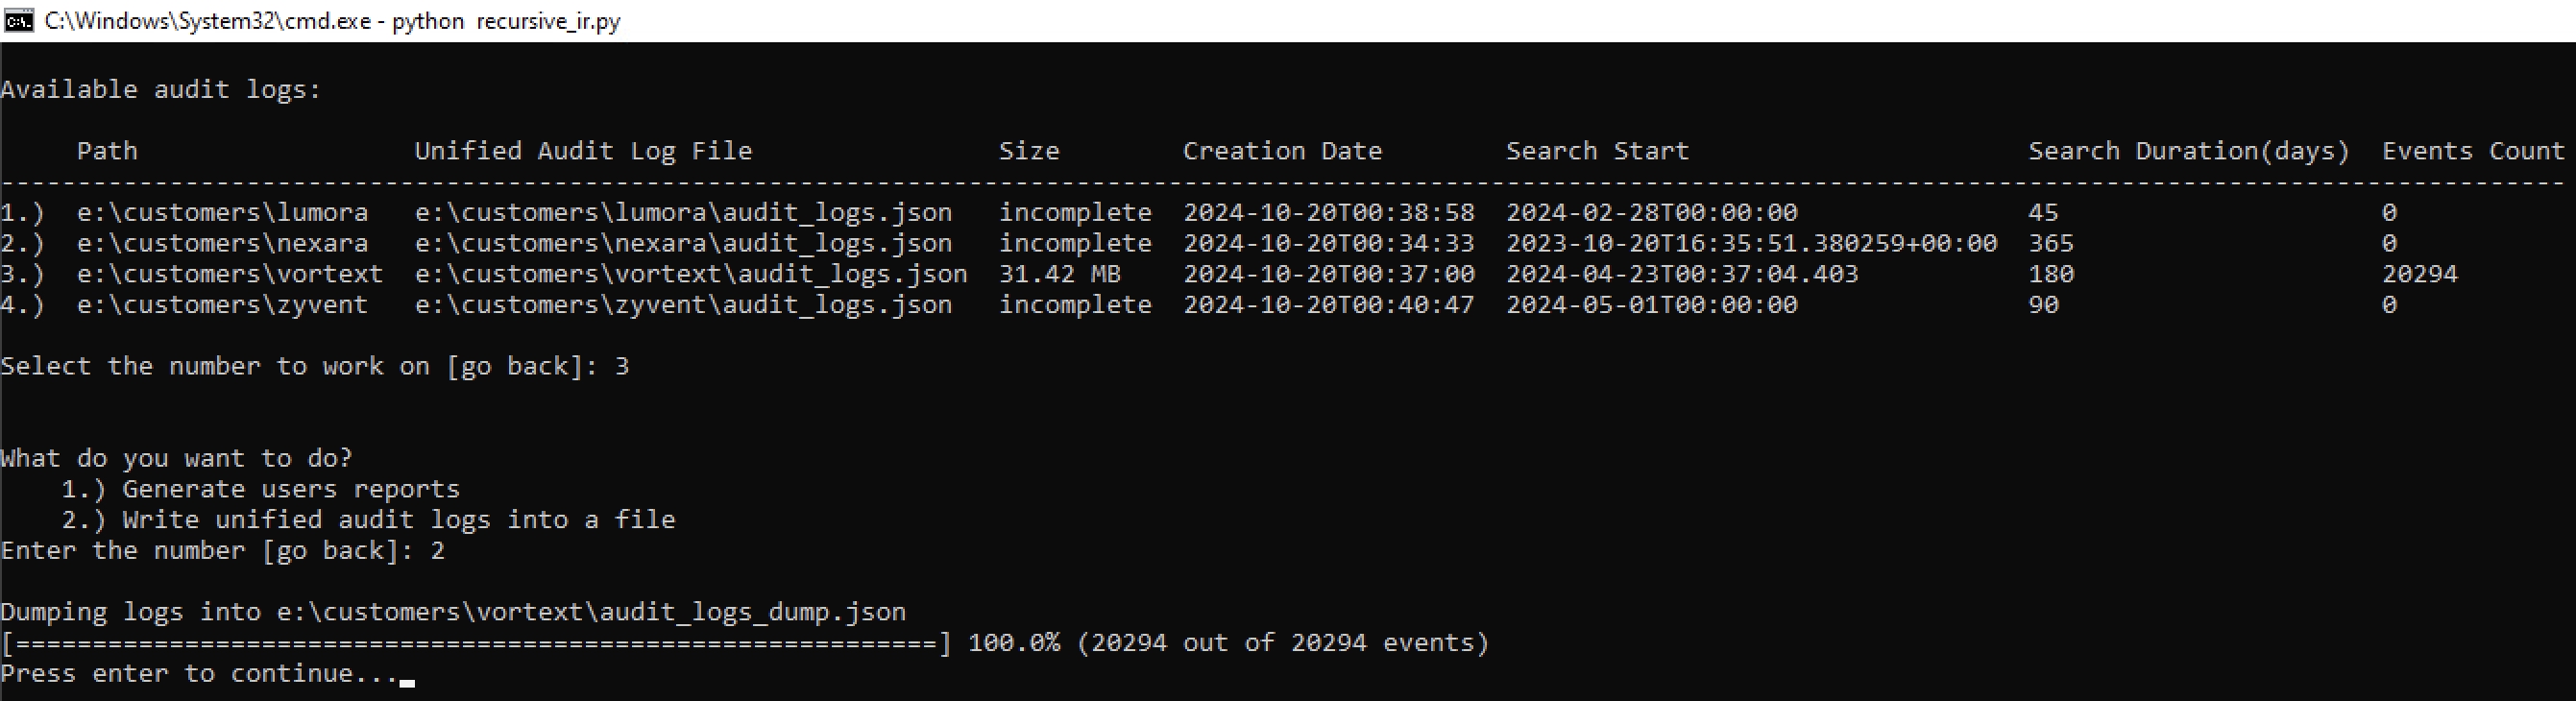 C:\Windows\System32\cmd.exe - python  recursive_ir.py
Available audit logs:
     Path                  Unified Audit Log File                Size        Creation Date        Search Start                      Search Duration(days)  Events Count
-----------------------------------------------------------------------------------------------------------------------------------------------------------------------
1.)  e:\customers\lumora   e:\customers\lumora\audit_logs.json   incomplete  2024-10-20T00:38:58  2024-02-28T00:00:00               45                     0
2.)  e:\customers\nexara   e:\customers\nexara\audit_logs.json   incomplete  2024-10-20T00:34:33  2023-10-20T16:35:51.380259+00:00  365                    0
3.)  e:\customers\vortext  e:\customers\vortext\audit_logs.json  31.42 MB    2024-10-20T00:37:00  2024-04-23T00:37:04.403           180                    20294
4.)  e:\customers\zyvent   e:\customers\zyvent\audit_logs.json   incomplete  2024-10-20T00:40:47  2024-05-01T00:00:00               90                     0
Select the number to work on [go back]: 3
What do you want to do?
    1.) Generate users reports
    2.) Write unified audit logs into a file
Enter the number [go back]: 2
Dumping logs into e:\customers\vortext\audit_logs_dump.json
[============================================================] 100.0% (20294 out of 20294 events)
Press enter to continue...